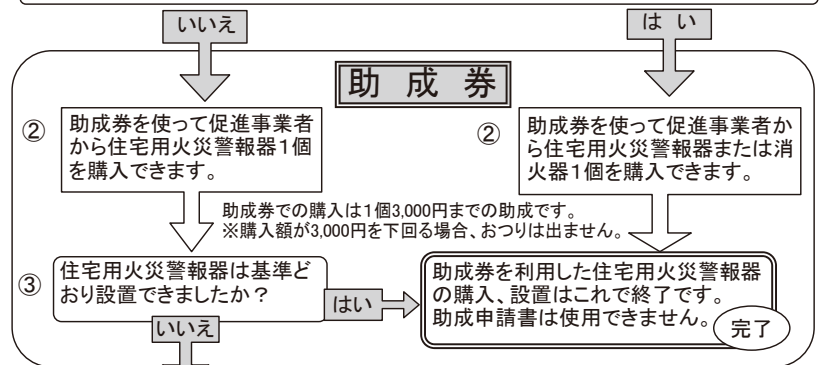 いいえ
はい
助成券
②
助成券を使って促進事業者
から住宅用火災警報器1個
を購入できます。
②
助成券を使って促進事業者か
ら住宅用火災警報器または消
火器1個を購入できます。
助成券での購入は1個3,000円までの助成です。
※購入額が3,000円を下回る場合、おつりは出ません。
③
住宅用火災警報器は基準ど
おり設置できましたか？
はい
助成券を利用した住宅用火災警報器
の購入、設置はこれで終了です。
助成申請書は使用できません。
完了
いいえ